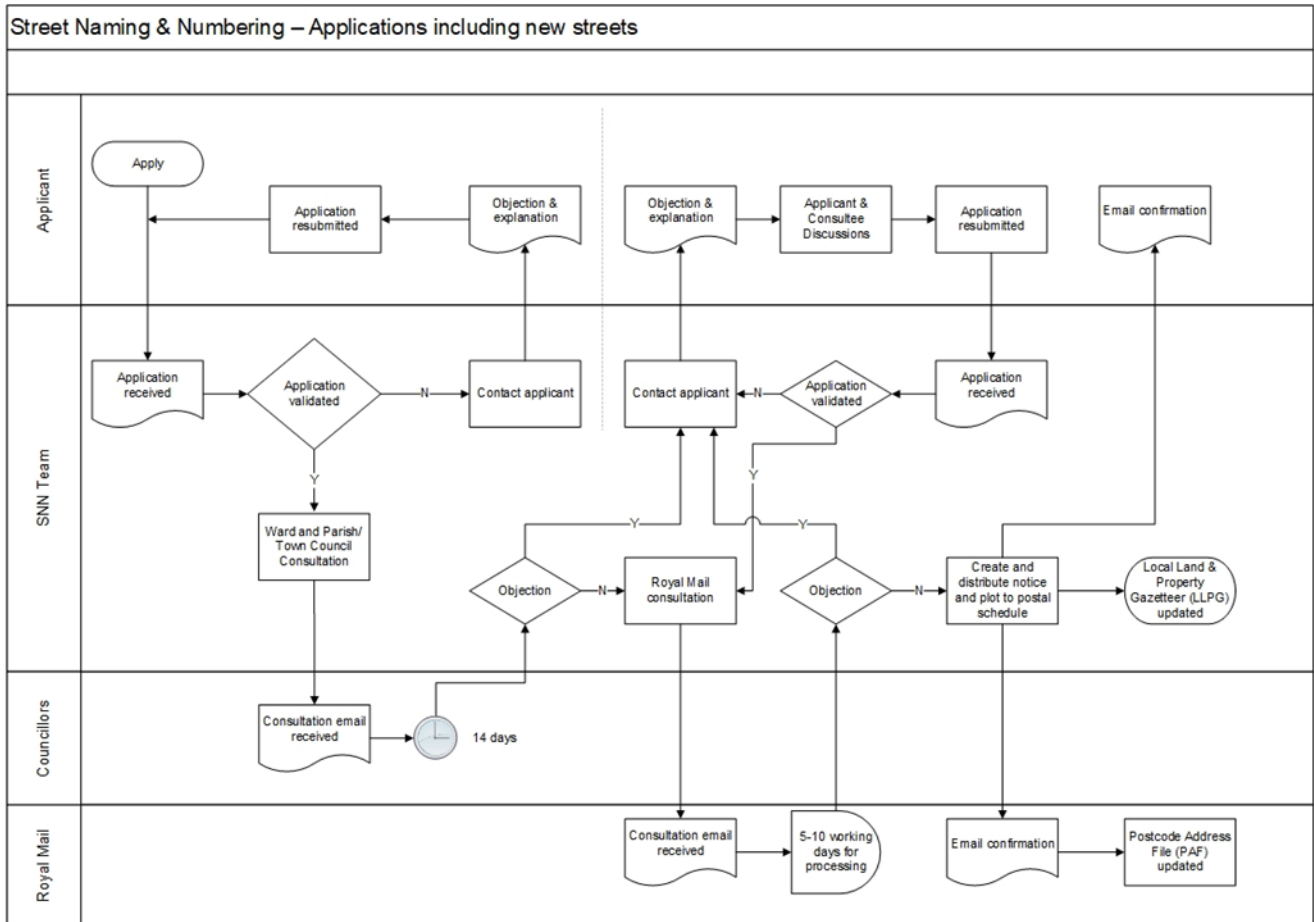 Street Naming & Numbering – Applications including new streets
Applicant
Apply
Application
resubmitted
Objection &
explanation
Objection &
explanation
Applicant &
Consultee
Discussions
Application
resubmitted
Email confirmation
SNN Team
Application
received
Application
validated
N
Contact applicant
Contact applicant
N
Application
validated
Application
received
Y
Y
Ward and Parish/
Town Council
Consultation
Y
Y
Objection
N
Royal Mail
consultation
Objection
N
Create and
distribute notice
and plot to postal
schedule
Local Land &
Property
Gazetteer (LLPG)
updated
Councillors
Consultation email
received
14 days
Royal Mail
Consultation email
received
5-10 working
days for
processing
Email confirmation
Postcode Address
File (PAF)
updated